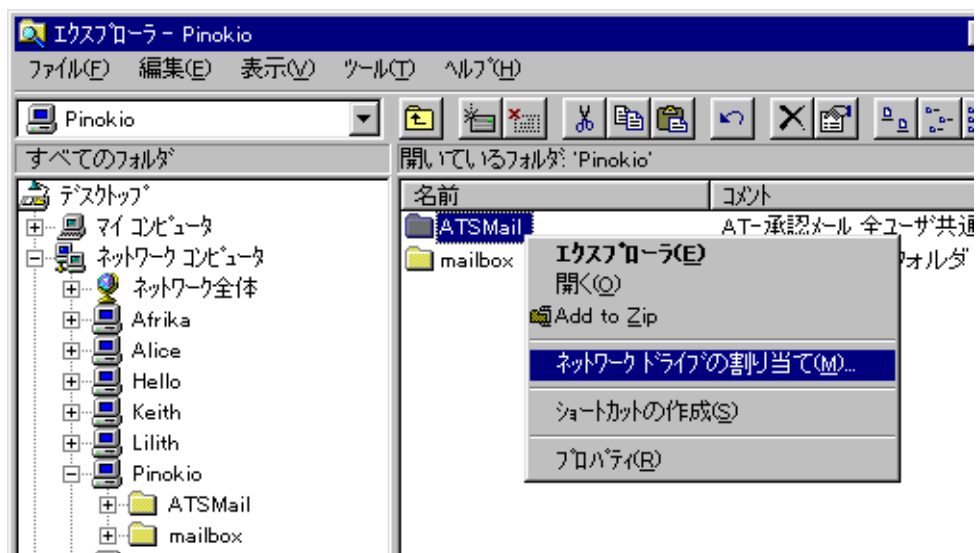 エクスプローラ - Pinokio
ファイル(F) 編集(E) 表示(V) ツール(T) ヘルプ(H)
Pinokio
すべてのフォルダ
開いているフォルダ: 'Pinokio'
デスクトップ
マイ コンピュータ
ネットワーク コンピュータ
ネットワーク全体
Afrika
Alice
Hello
Keith
Lilith
Pinokio
ATSMail
mailbox
名前 コメント
ATSMail AT-承認メール 全ユーザ共通
mailbox フォルダ
エクスプローラ(E)
開く(O)
Add to Zip
ネットワーク ドライブの割り当て(M)...
ショートカットの作成(S)
プロパティ(R)